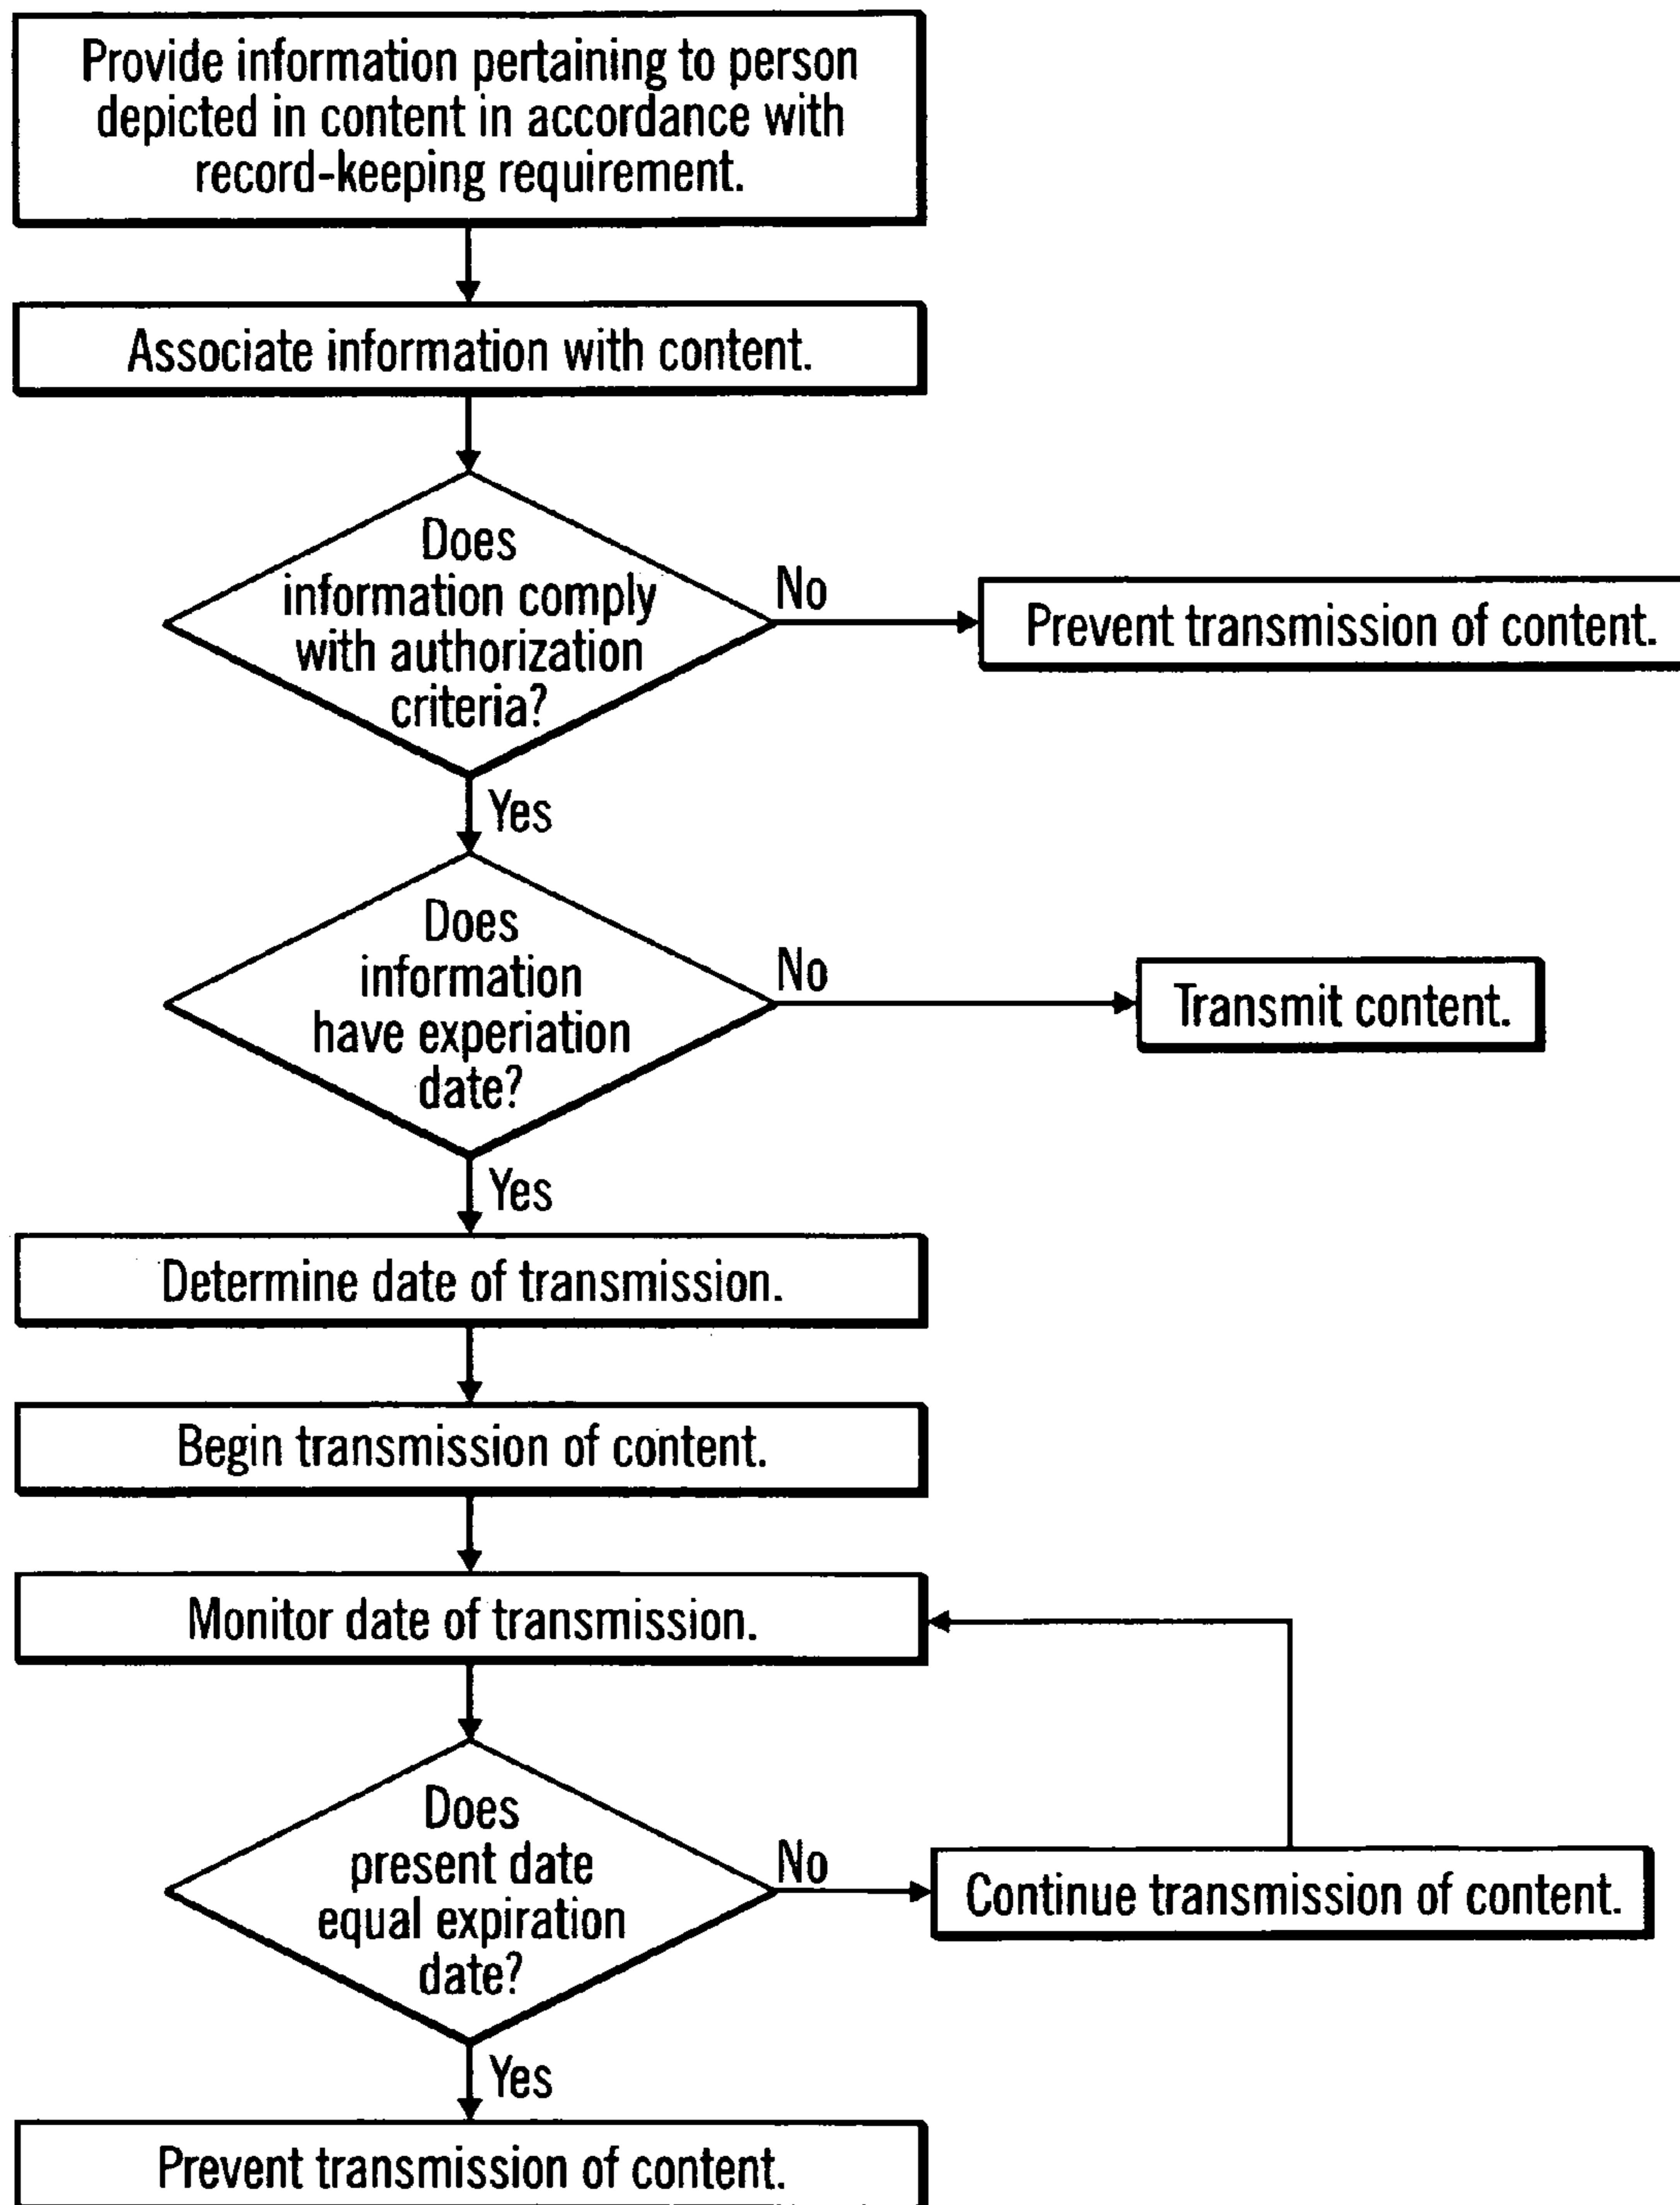 Provide information pertaining to person
depicted in content in accordance with
record-keeping requirement.
Associate information with content.
Does
information comply
with authorization
criteria?
No
Prevent transmission of content.
Yes
Does
information
have experiation
date?
No
Transmit content.
Yes
Determine date of transmission.
Begin transmission of content.
Monitor date of transmission.
Does
present date
equal expiration
date?
No
Continue transmission of content.
Yes
Prevent transmission of content.